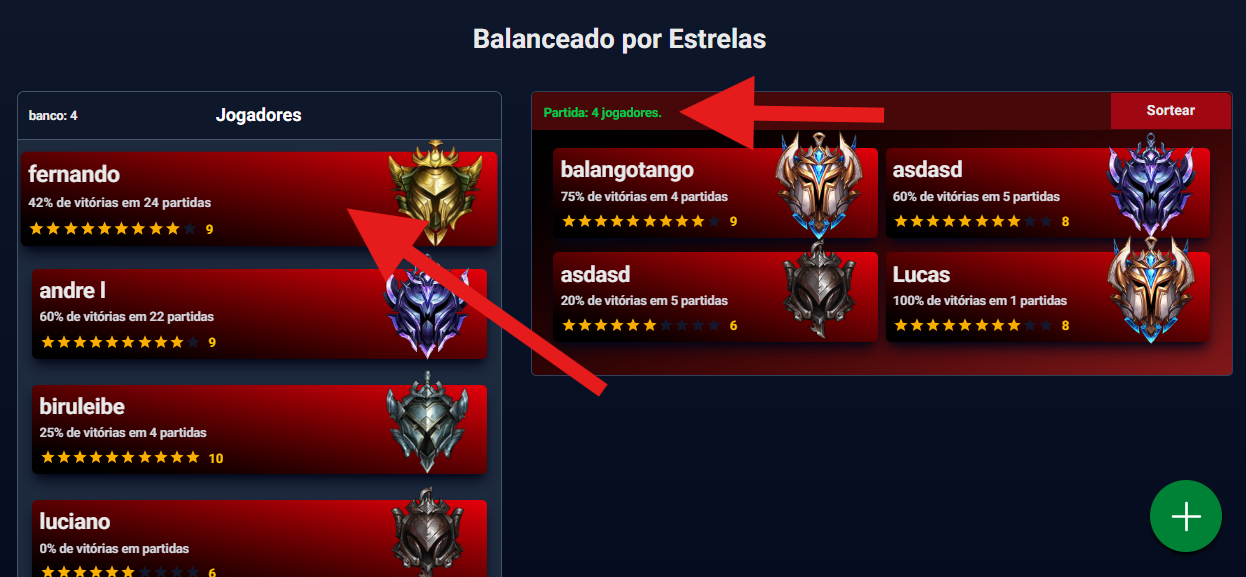 Balanceado por Estrelas
banco: 4
Jogadores
fernando
42% de vitórias em 24 partidas
9
andre l
60% de vitórias em 22 partidas
9
biruleibe
25% de vitórias em 4 partidas
10
luciano
0% de vitórias em partidas
6
Partida: 4 jogadores.
Sortear
balangotango
75% de vitórias em 4 partidas
9
asdasd
60% de vitórias em 5 partidas
8
asdasd
20% de vitórias em 5 partidas
6
Lucas
100% de vitórias em 1 partidas
8